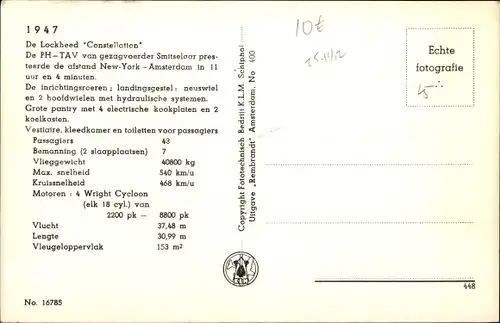 1947
De Lockheed "Constellation"
De PH-TAV van gezagvoerder Smitselaar pres-
teerde de afstand New-York - Amsterdam in 11
uur en 4 minuten.
De inrichtingsroeren; landingsgestel: neuswiel
en 2 hoofdwielen met hydraulische systemen.
Grote pantry met 4 electrische kookplaten en 2
koelkasten.
Vestiaire, kleedkamer en toiletten voor passagiers
Passagiers 43
Bemanning (2 slaapplaatsen) 7
Vlieggewicht 40800 kg
Max. snelheid 540 km/u
Kruissnelheid 468 km/u
Motoren : 4 Wright Cycloon
(elk 18 cyl.) van
2200 pk - 8800 pk
Vlucht 37,48 m
Lengte 30,99 m
Vleugeloppervlak 153 m²
No. 16785
Copyright Fototechnisch Bedrijf K.L.M. Schiphol
Uitgave „Rembrandt" Amsterdam, No 400
10€
Echte
fotografie
448